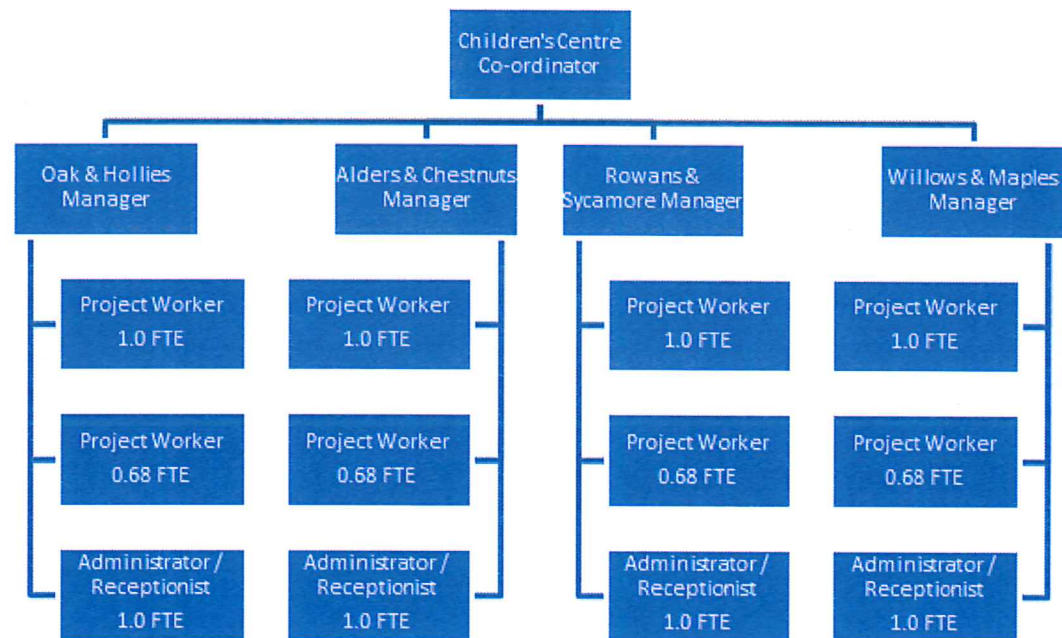 Children's Centre
Co-ordinator
Oak & Hollies
Manager
Alders & Chestnuts
Manager
Rowans &
Sycamore Manager
Willows & Maples
Manager
Project Worker
1.0 FTE
Project Worker
1.0 FTE
Project Worker
1.0 FTE
Project Worker
1.0 FTE
Project Worker
0.68 FTE
Project Worker
0.68 FTE
Project Worker
0.68 FTE
Project Worker
0.68 FTE
Administrator /
Receptionist
1.0 FTE
Administrator /
Receptionist
1.0 FTE
Administrator /
Receptionist
1.0 FTE
Administrator /
Receptionist
1.0 FTE